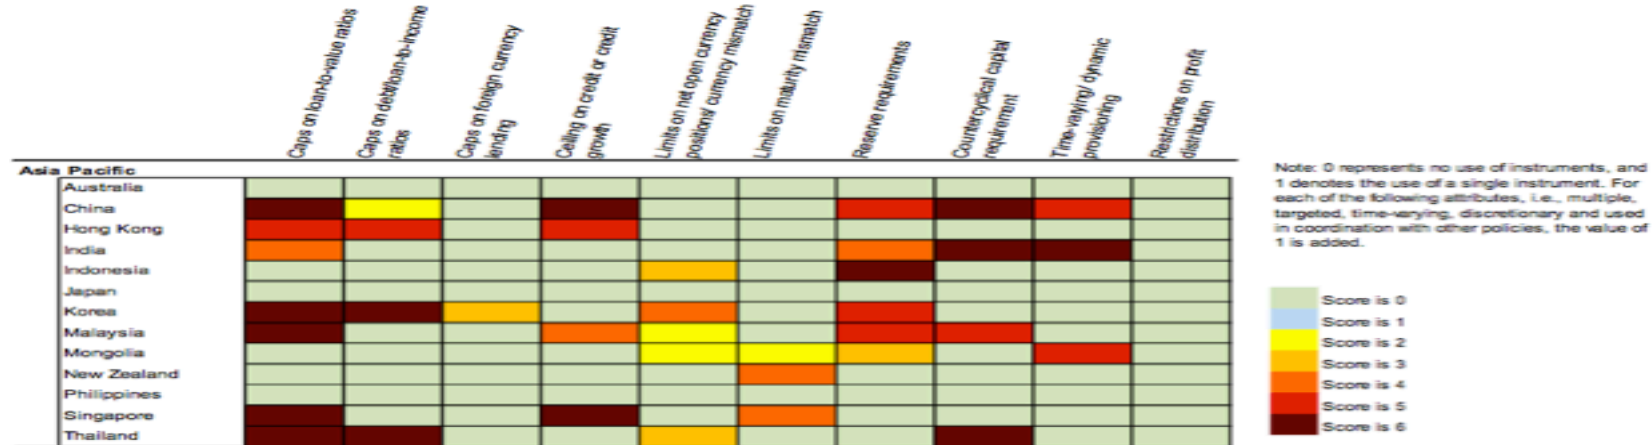 Caps on loan-to-value ratios
Caps on debt/loan-to-income
ratios
Caps on foreign currency
lending
Ceiling on credit or credit
growth
Limits on net open currency
positions/ currency mismatch
Limits on maturity mismatch
Reserve requirements
Countercyclical capital
requirement
Time-varying/ dynamic
provisioning
Restrictions on profit
distribution
Asia Pacific
Australia
China
Hong Kong
India
Indonesia
Japan
Korea
Malaysia
Mongolia
New Zealand
Philippines
Singapore
Thailand
Note: 0 represents no use of instruments, and
1 denotes the use of a single instrument. For
each of the following attributes, i.e., multiple,
targeted, time-varying, discretionary and used
in coordination with other policies, the value of
1 is added.
Score is 0
Score is 1
Score is 2
Score is 3
Score is 4
Score is 5
Score is 6